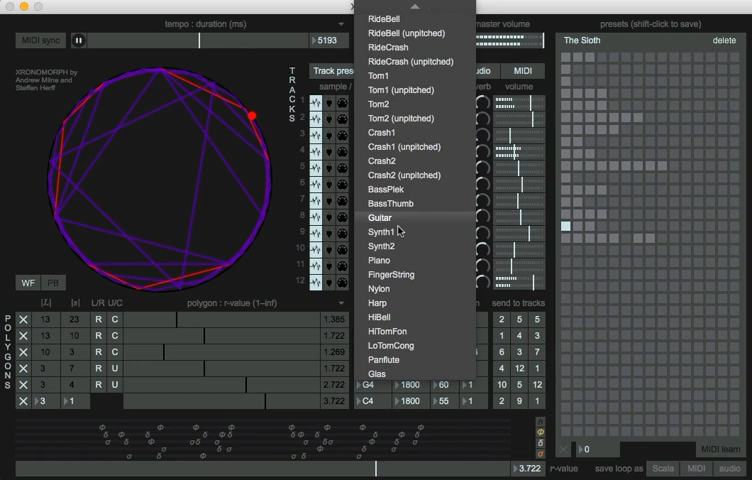 tempo : duration (ms)
master volume
presets (shift-click to save)
MIDI sync
5193
The Sloth
delete
XRONOMORPH by
Andrew Milne and
Steffen Herff
TRACKS
Track pres
audio
MIDI
sample /
verb
volume
1
2
3
4
5
6
7
8
9
10
11
12
RideBell
RideBell (unpitched)
RideCrash
RideCrash (unpitched)
Tom1
Tom1 (unpitched)
Tom2
Tom2 (unpitched)
Crash1
Crash1 (unpitched)
Crash2
Crash2 (unpitched)
BassPlek
BassThumb
Guitar
Synth1
Synth2
Piano
FingerString
Nylon
Harp
HiBell
HiTomFon
LoTomCong
Panflute
Glas
WF PB
|L| |s| L/R U/C polygon : r-value (1–inf) send to tracks
POLYGONS
13 23 R C 1.385 2 5 5
13 10 R C 1.722 1 4 3
10 3 R C 1.269 6 3 7
3 7 R U 1.722 4 12 1
3 4 R U 2.722 G4 1800 60 1 10 5 12
3 1 3.722 C4 1800 55 1 2 9 1
0 MIDI learn
3.722 r-value save loop as Scala MIDI audio